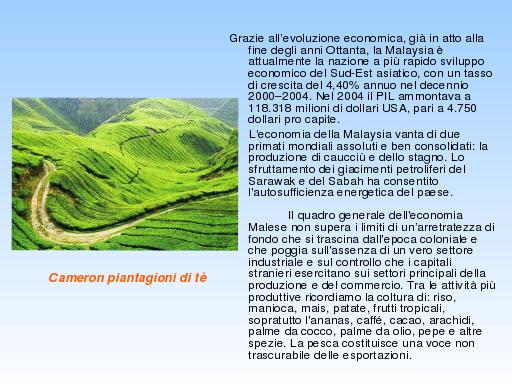 Grazie all'evoluzione economica, già in atto alla
fine degli anni Ottanta, la Malaysia è
attualmente la nazione a più rapido sviluppo
economico del Sud-Est asiatico, con un tasso
di crescita del 4,40% annuo nel decennio
2000–2004. Nel 2004 il PIL ammontava a
118.318 milioni di dollari USA, pari a 4.750
dollari pro capite.
L'economia della Malaysia vanta di due
primati mondiali assoluti e ben consolidati: la
produzione di caucciù e dello stagno. Lo
sfruttamento dei giacimenti petroliferi del
Sarawak e del Sabah ha consentito
l'autosufficienza energetica del paese.
Il quadro generale dell'economia
Malese non supera i limiti di un'arretratezza di
fondo che si trascina dall'epoca coloniale e
che poggia sull'assenza di un vero settore
industriale e sul controllo che i capitali
stranieri esercitano sui settori principali della
produzione e del commercio. Tra le attività più
produttive ricordiamo la coltura di: riso,
manioca, mais, patate, frutti tropicali,
sopratutto l'ananas, caffé, cacao, arachidi,
palme da cocco, palme da olio, pepe e altre
spezie. La pesca costituisce una voce non
trascurabile delle esportazioni.
Cameron piantagioni di tè